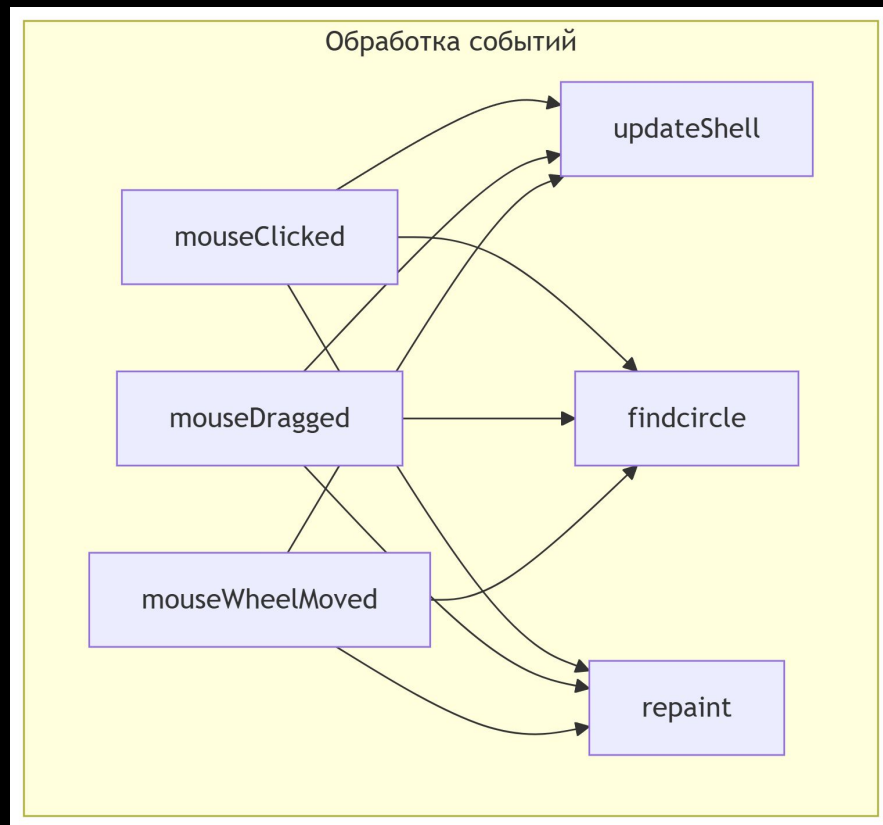 Обработка событий
updateShell
mouseClicked
mouseDragged
findcircle
mouseWheelMoved
repaint